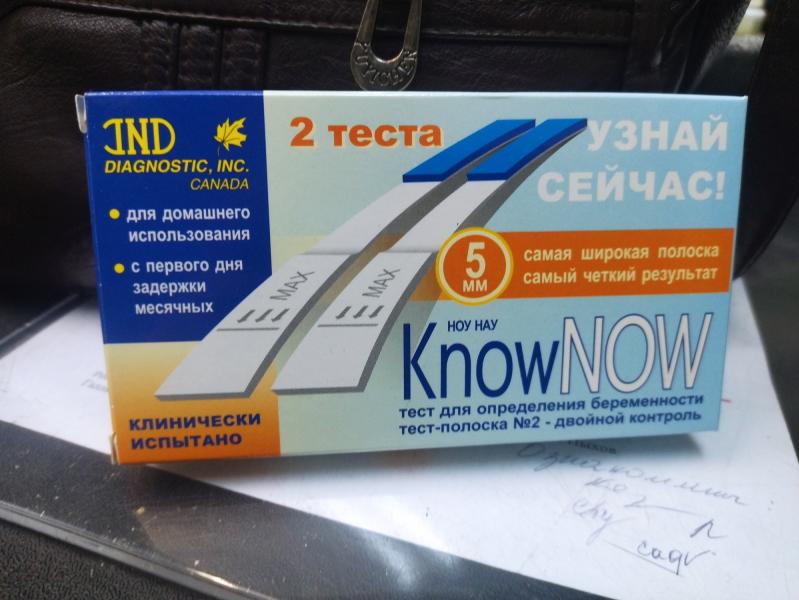 IND
DIAGNOSTIC, INC.
CANADA
• для домашнего
использования
• с первого дня
задержки
месячных
КЛИНИЧЕСКИ
ИСПЫТАНО
2 теста
УЗНАЙ
СЕЙЧАС!
MAX
MAX
5
мм
самая широкая полоска
самый четкий результат
НОУ НАУ
KnowNOW
тест для определения беременности
тест-полоска №2 - двойной контроль